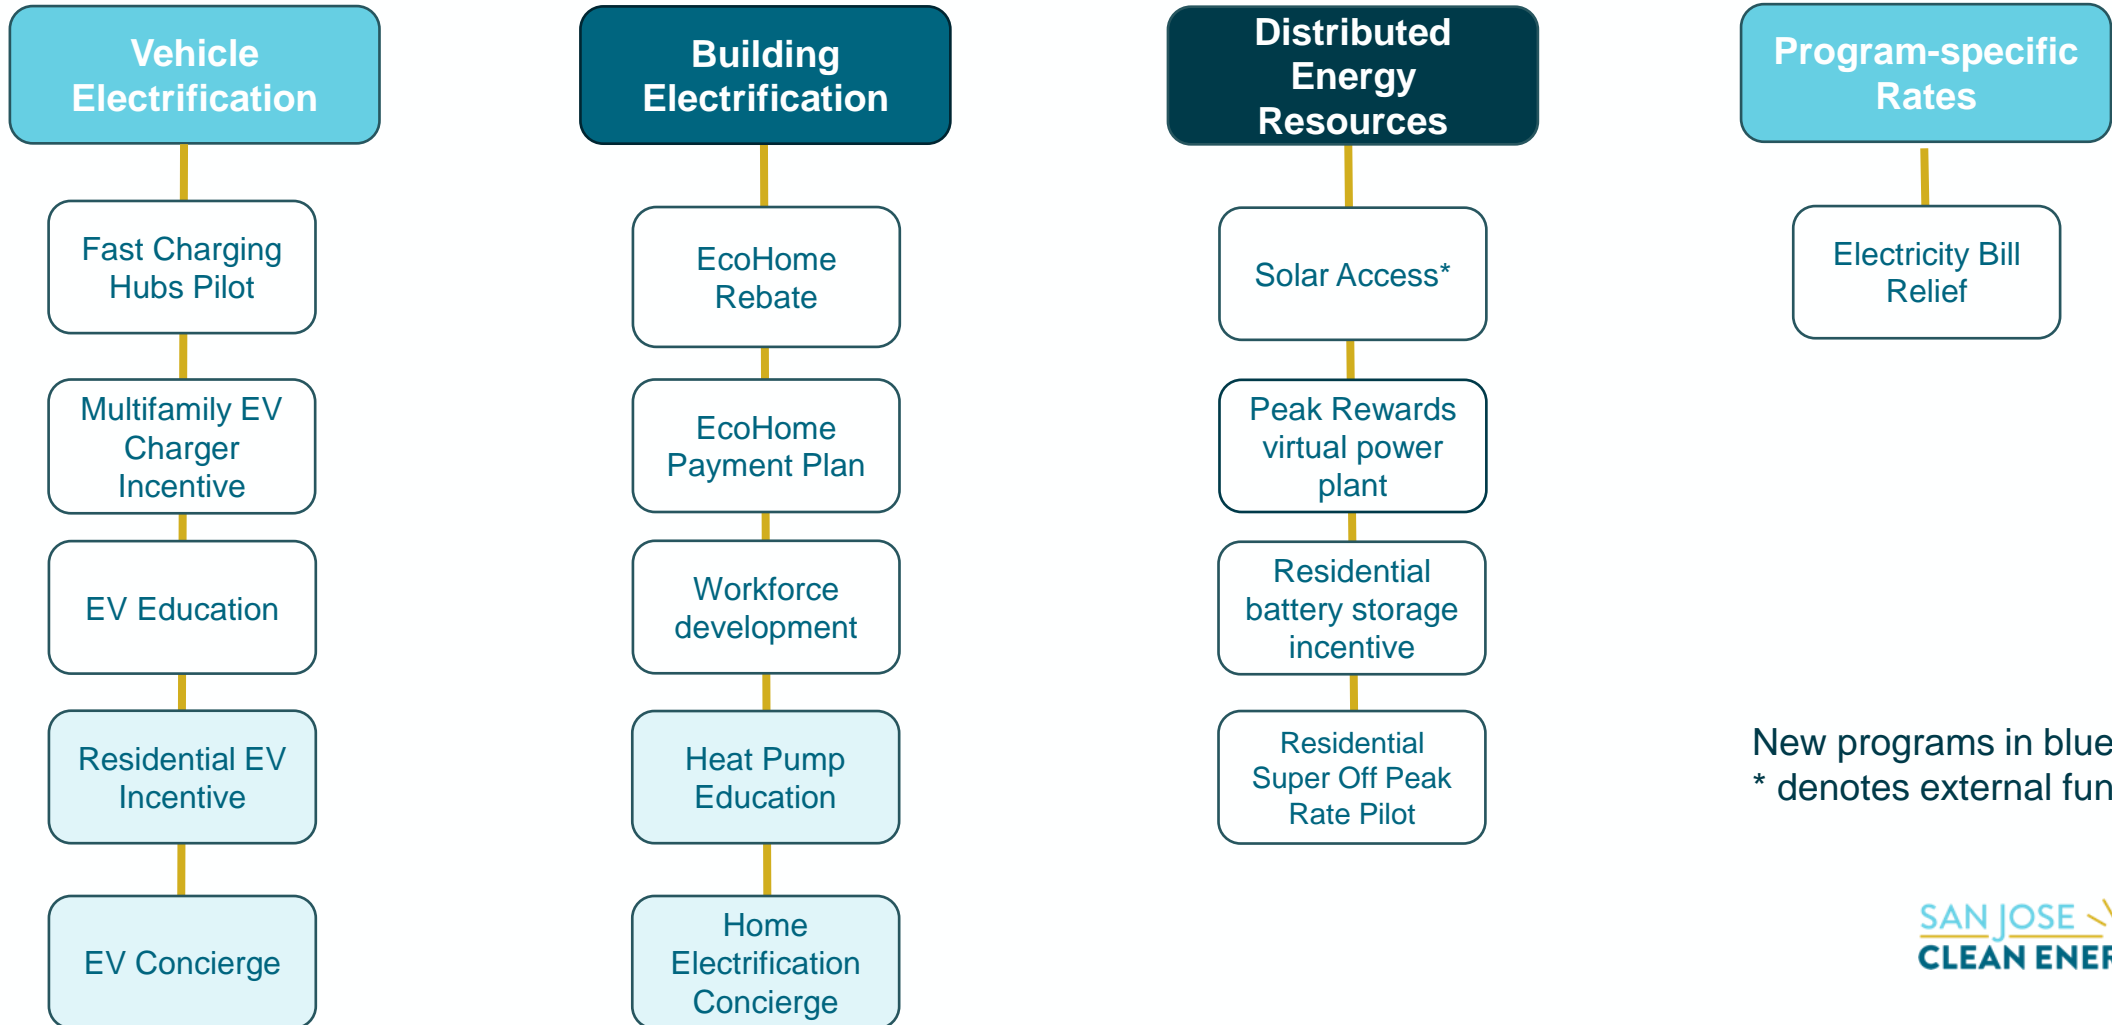 Vehicle
Electrification
Fast Charging
Hubs Pilot
Multifamily EV
Charger
Incentive
EV Education
Residential EV
Incentive
EV Concierge
Building
Electrification
EcoHome
Rebate
EcoHome
Payment Plan
Workforce
development
Heat Pump
Education
Home
Electrification
Concierge
Distributed
Energy
Resources
Solar Access*
Peak Rewards
virtual power
plant
Residential
battery storage
incentive
Residential
Super Off Peak
Rate Pilot
Program-specific
Rates
Electricity Bill
Relief
New programs in blue
* denotes external fun
SAN JOSE
CLEAN ENER